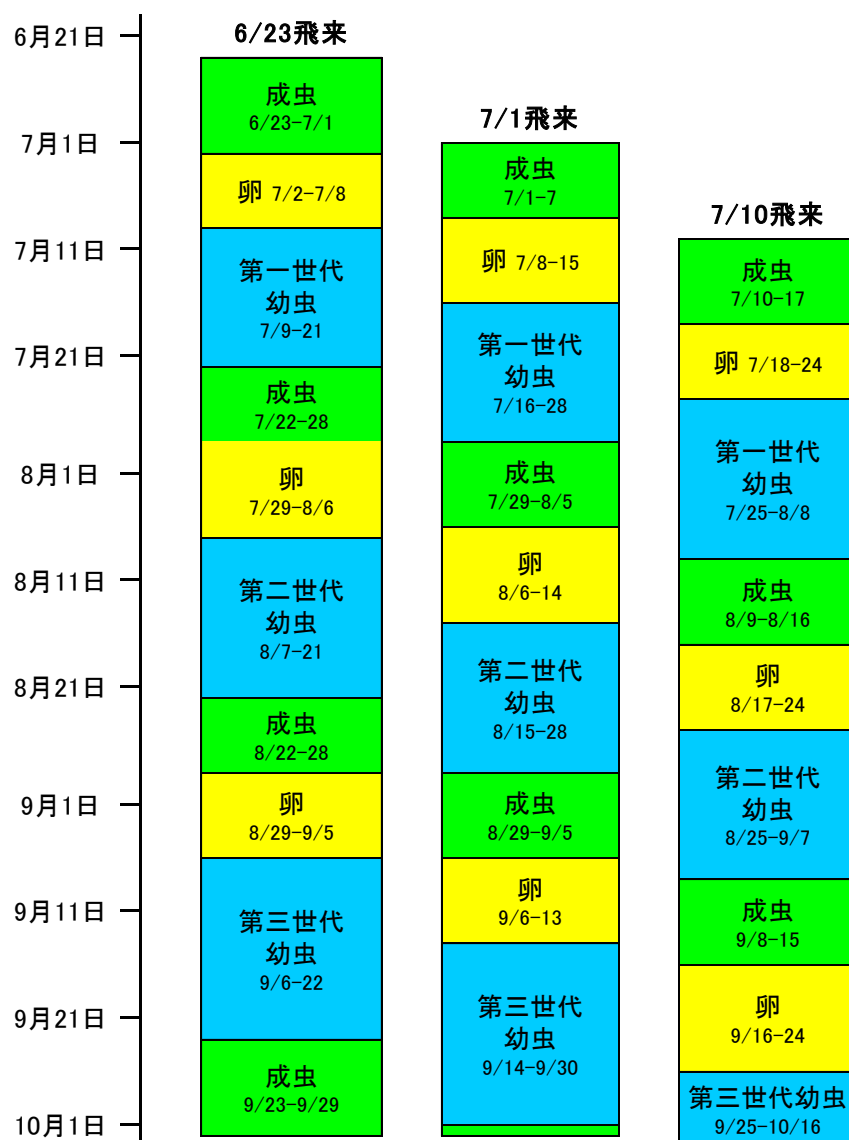 6月21日
7月1日
7月11日
7月21日
8月1日
8月11日
8月21日
9月1日
9月11日
9月21日
10月1日
6/23飛来
成虫
6/23-7/1
卵 7/2-7/8
第一世代
幼虫
7/9-21
成虫
7/22-28
卵
7/29-8/6
第二世代
幼虫
8/7-21
成虫
8/22-28
卵
8/29-9/5
第三世代
幼虫
9/6-22
成虫
9/23-9/29
7/1飛来
成虫
7/1-7
卵 7/8-15
第一世代
幼虫
7/16-28
成虫
7/29-8/5
卵
8/6-14
第二世代
幼虫
8/15-28
成虫
8/29-9/5
卵
9/6-13
第三世代
幼虫
9/14-9/30
7/10飛来
成虫
7/10-17
卵 7/18-24
第一世代
幼虫
7/25-8/8
成虫
8/9-8/16
卵
8/17-24
第二世代
幼虫
8/25-9/7
成虫
9/8-15
卵
9/16-24
第三世代幼虫
9/25-10/16